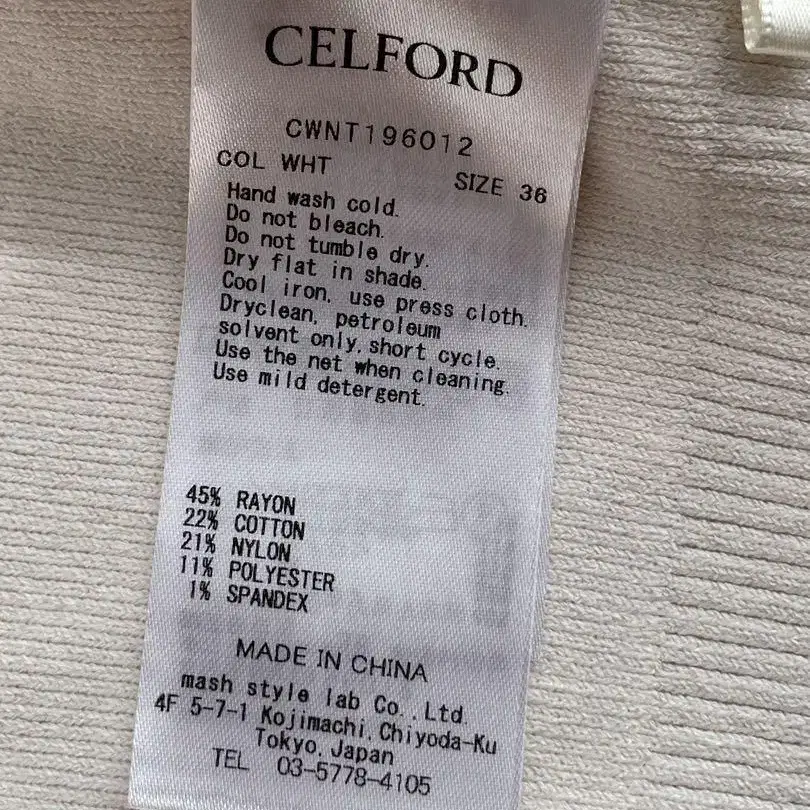 CELFORD
CWNT196012
COL WHT
SIZE 36
Hand wash cold.
Do not bleach.
Do not tumble dry.
Dry flat in shade.
Cool iron, use press cloth.
Dryclean, petroleum
solvent only,short cycle.
Use the net when cleaning.
Use mild detergent.
45% RAYON
22% COTTON
21% NYLON
11% POLYESTER
1% SPANDEX
MADE IN CHINA
mash style lab Co.,Ltd.
4F 5-7-1 Kojimachi,Chiyoda-Ku
Tokyo,Japan
TEL 03-5778-4105